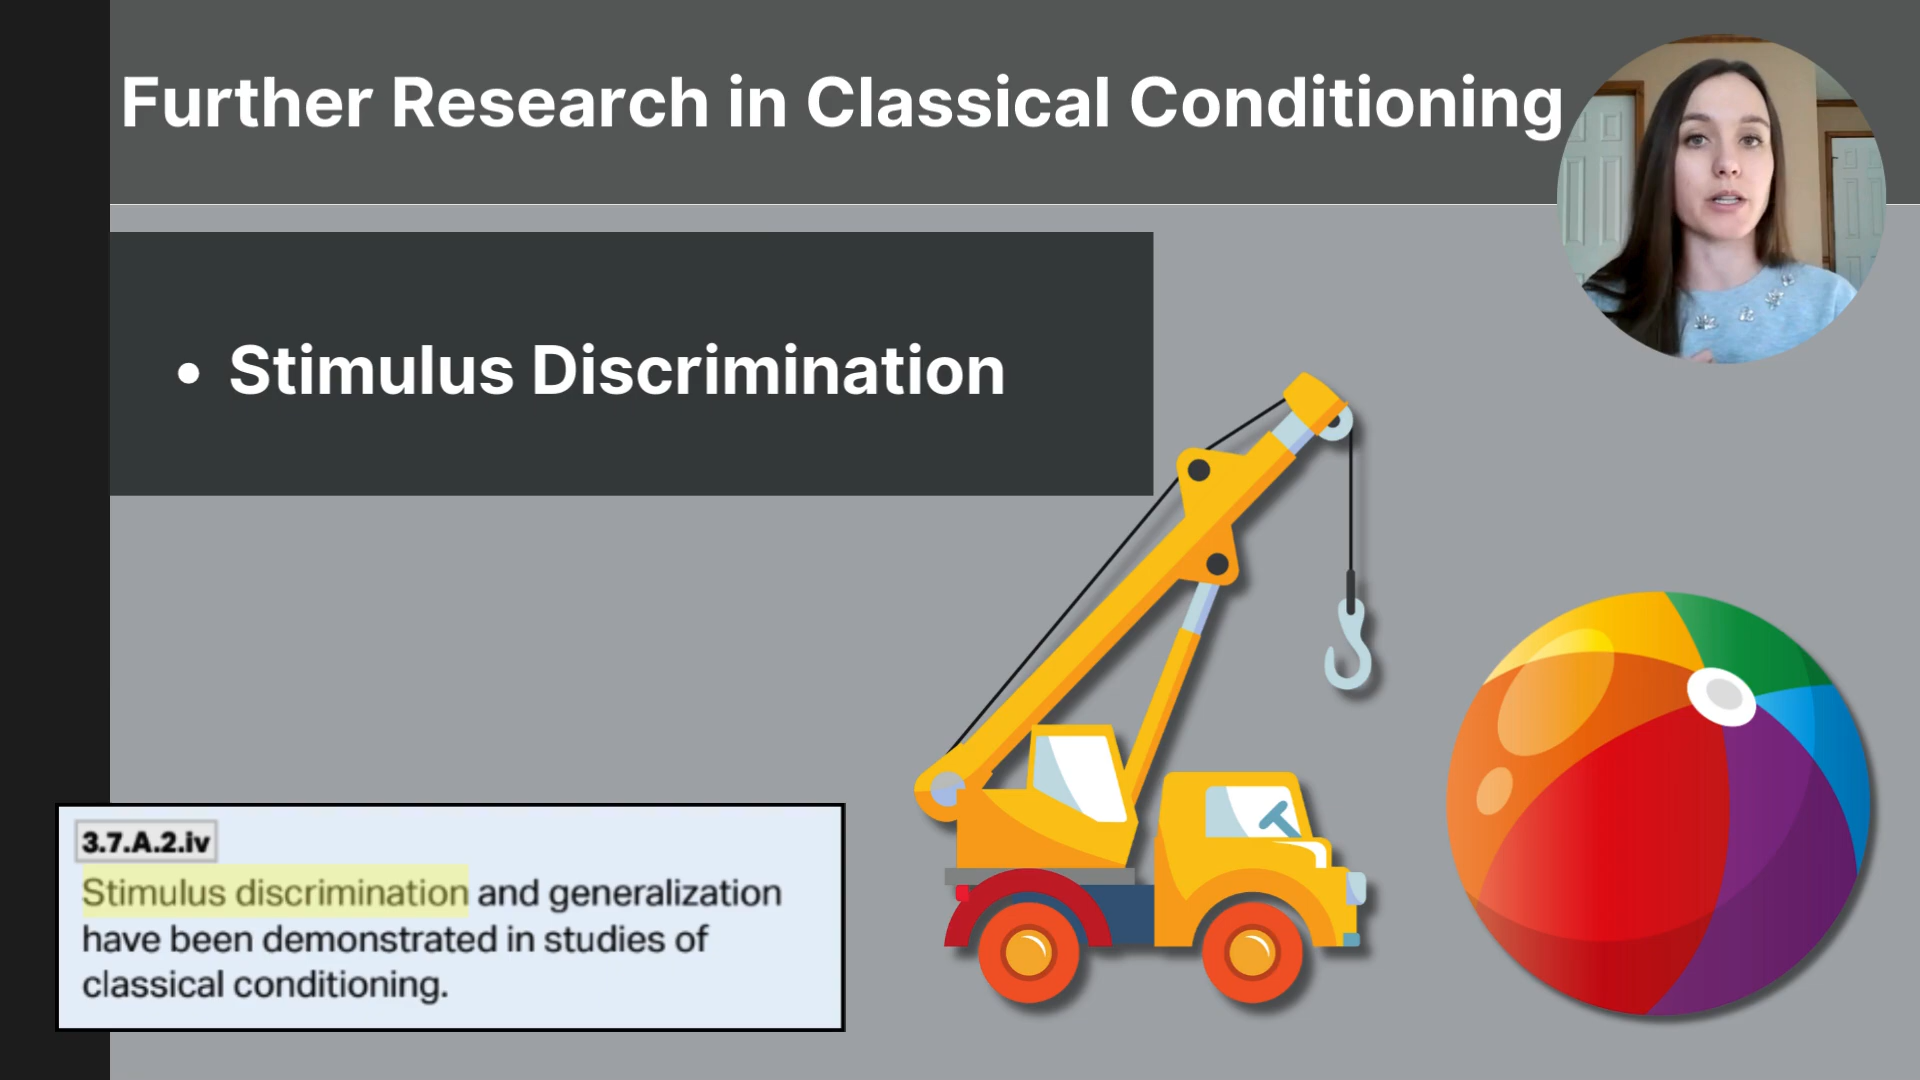 Further Research in Classical Conditioning
• Stimulus Discrimination
3.7.A.2.iv
Stimulus discrimination and generalization
have been demonstrated in studies of
classical conditioning.